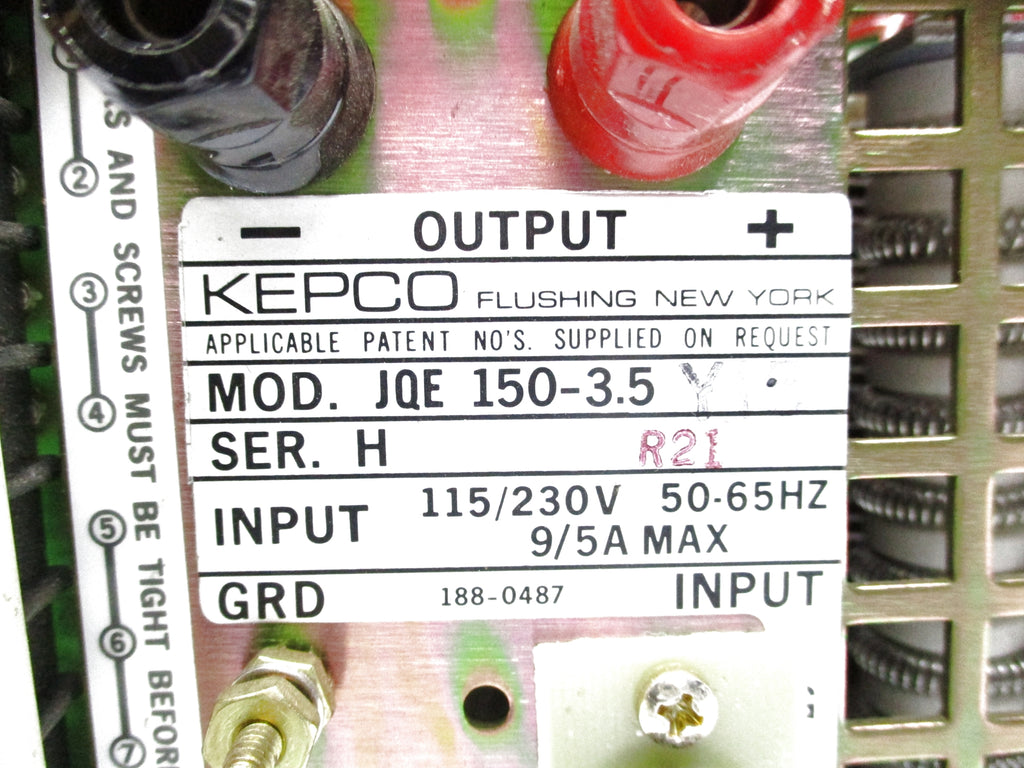 − OUTPUT +
KEPCO FLUSHING NEW YORK
APPLICABLE PATENT NO'S. SUPPLIED ON REQUEST
MOD. JQE 150-3.5 Y
SER. H R21
INPUT 115/230V 50-65HZ
9/5A MAX
GRD 188-0487 INPUT
AND SCREWS MUST BE TIGHT
2
3
4
5
6
7